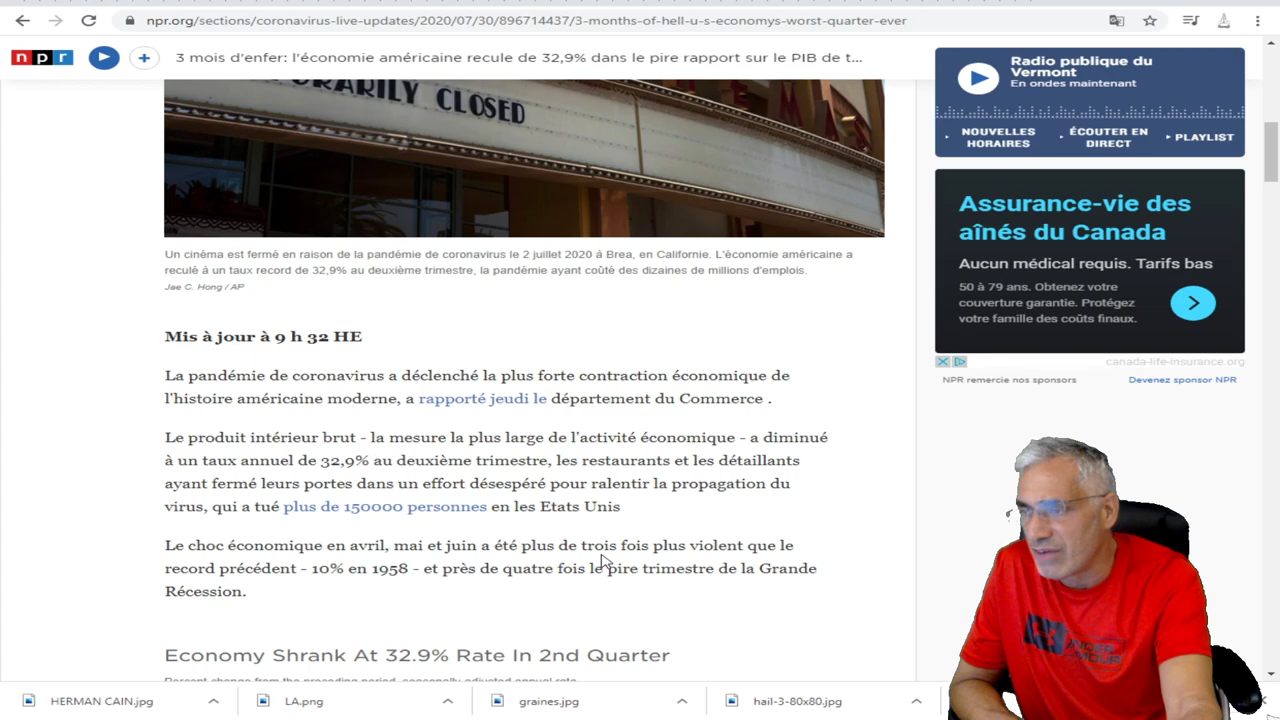 npr.org/sections/coronavirus-live-updates/2020/07/30/896714437/3-months-of-hell-u-s-economys-worst-quarter-ever
npr
3 mois d'enfer: l'économie américaine recule de 32,9% dans le pire rapport sur le PIB de t...
ORARILY CLOSED
Un cinéma est fermé en raison de la pandémie de coronavirus le 2 juillet 2020 à Brea, en Californie. L'économie américaine a
reculé à un taux record de 32,9% au deuxième trimestre, la pandémie ayant coûté des dizaines de millions d'emplois.
Jae C. Hong / AP
Mis à jour à 9 h 32 HE
La pandémie de coronavirus a déclenché la plus forte contraction économique de
l'histoire américaine moderne, a rapporté jeudi le département du Commerce .
Le produit intérieur brut - la mesure la plus large de l'activité économique - a diminué
à un taux annuel de 32,9% au deuxième trimestre, les restaurants et les détaillants
ayant fermé leurs portes dans un effort désespéré pour ralentir la propagation du
virus, qui a tué plus de 150000 personnes en les Etats Unis
Le choc économique en avril, mai et juin a été plus de trois fois plus violent que le
record précédent - 10% en 1958 - et près de quatre fois le pire trimestre de la Grande
Récession.
Economy Shrank At 32.9% Rate In 2nd Quarter
Percent change from the preceding period, seasonally adjusted annual rate
Radio publique du
Vermont
En ondes maintenant
NOUVELLES
HORAIRES
ÉCOUTER EN
DIRECT
PLAYLIST
Assurance-vie des
aînés du Canada
Aucun médical requis. Tarifs bas
50 à 79 ans. Obtenez votre
couverture garantie. Protégez
votre famille des coûts finaux.
canada-life-insurance.org
NPR remercie nos sponsors
Devenez sponsor NPR
UNDER
ARMOUR
HERMAN CAIN.jpg
LA.png
graines.jpg
hail-3-80x80.jpg